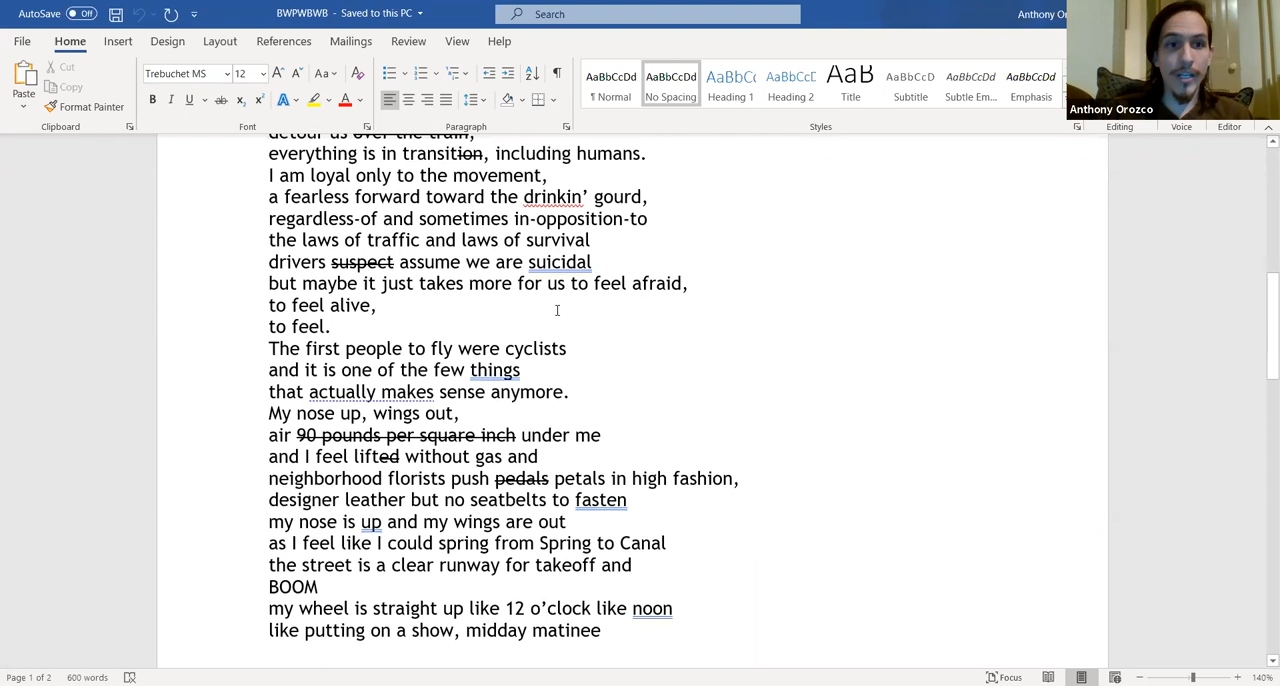 AutoSave Off BWPWBWB - Saved to this PC Search Anthony Or
File Home Insert Design Layout References Mailings Review View Help
Paste Cut Copy Format Painter
Trebuchet MS 12
AaBbCcDd AaBbCcDd AaBbCc AaBbCcE AaB AaBbCcD AaBbCcDd AaBbCcDd
¶ Normal No Spacing Heading 1 Heading 2 Title Subtitle Subtle Em... Emphasis
Anthony Orozco
Clipboard Font Paragraph Styles Editing Voice Editor
detour us over the train,
everything is in transition, including humans.
I am loyal only to the movement,
a fearless forward toward the drinkin’ gourd,
regardless-of and sometimes in-opposition-to
the laws of traffic and laws of survival
drivers suspect assume we are suicidal
but maybe it just takes more for us to feel afraid,
to feel alive,
to feel.
The first people to fly were cyclists
and it is one of the few things
that actually makes sense anymore.
My nose up, wings out,
air 90 pounds per square inch under me
and I feel lifted without gas and
neighborhood florists push pedals petals in high fashion,
designer leather but no seatbelts to fasten
my nose is up and my wings are out
as I feel like I could spring from Spring to Canal
the street is a clear runway for takeoff and
BOOM
my wheel is straight up like 12 o’clock like noon
like putting on a show, midday matinee
Page 1 of 2 600 words Focus 140%